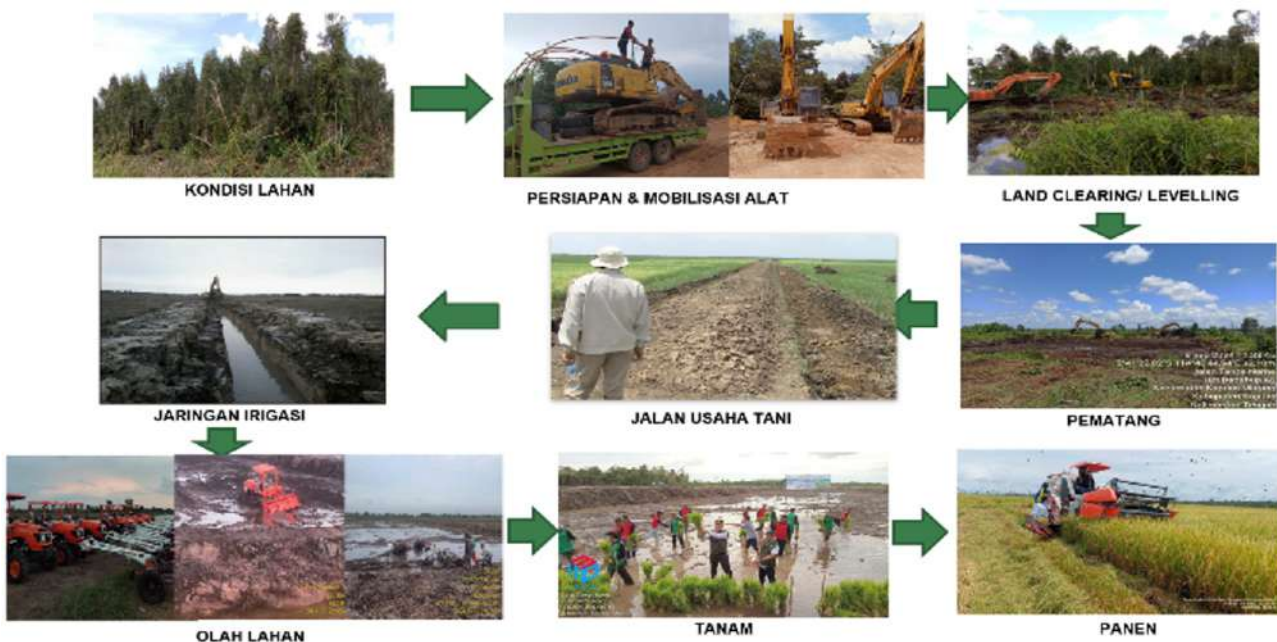 KONDISI LAHAN
PERSIAPAN & MOBILISASI ALAT
LAND CLEARING/ LEVELLING
PEMATANG
JALAN USAHA TANI
JARINGAN IRIGASI
OLAH LAHAN
TANAM
PANEN